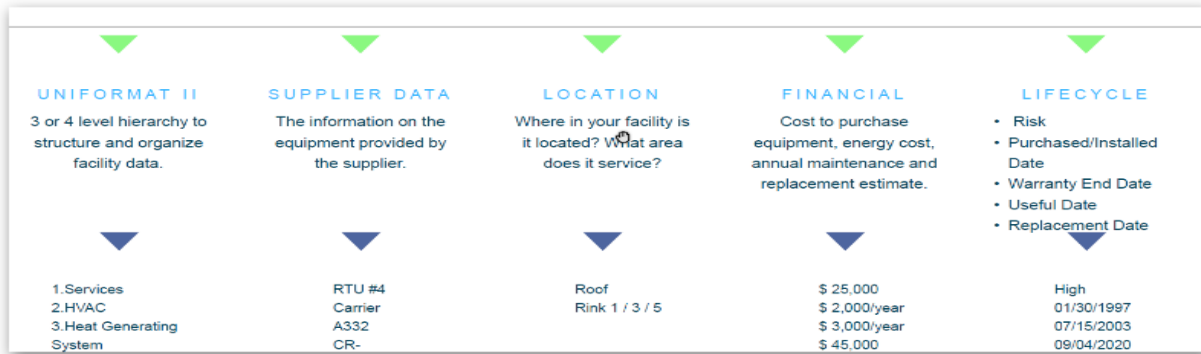 UNIFORMAT II
3 or 4 level hierarchy to
structure and organize
facility data.
1.Services
2.HVAC
3.Heat Generating
System
SUPPLIER DATA
The information on the
equipment provided by
the supplier.
RTU #4
Carrier
A332
CR-
LOCATION
Where in your facility is
it located? What area
does it service?
Roof
Rink 1 / 3 / 5
FINANCIAL
Cost to purchase
equipment, energy cost,
annual maintenance and
replacement estimate.
$ 25,000
$ 2,000/year
$ 3,000/year
$ 45,000
LIFECYCLE
• Risk
• Purchased/Installed
Date
• Warranty End Date
• Useful Date
• Replacement Date
High
01/30/1997
07/15/2003
09/04/2020